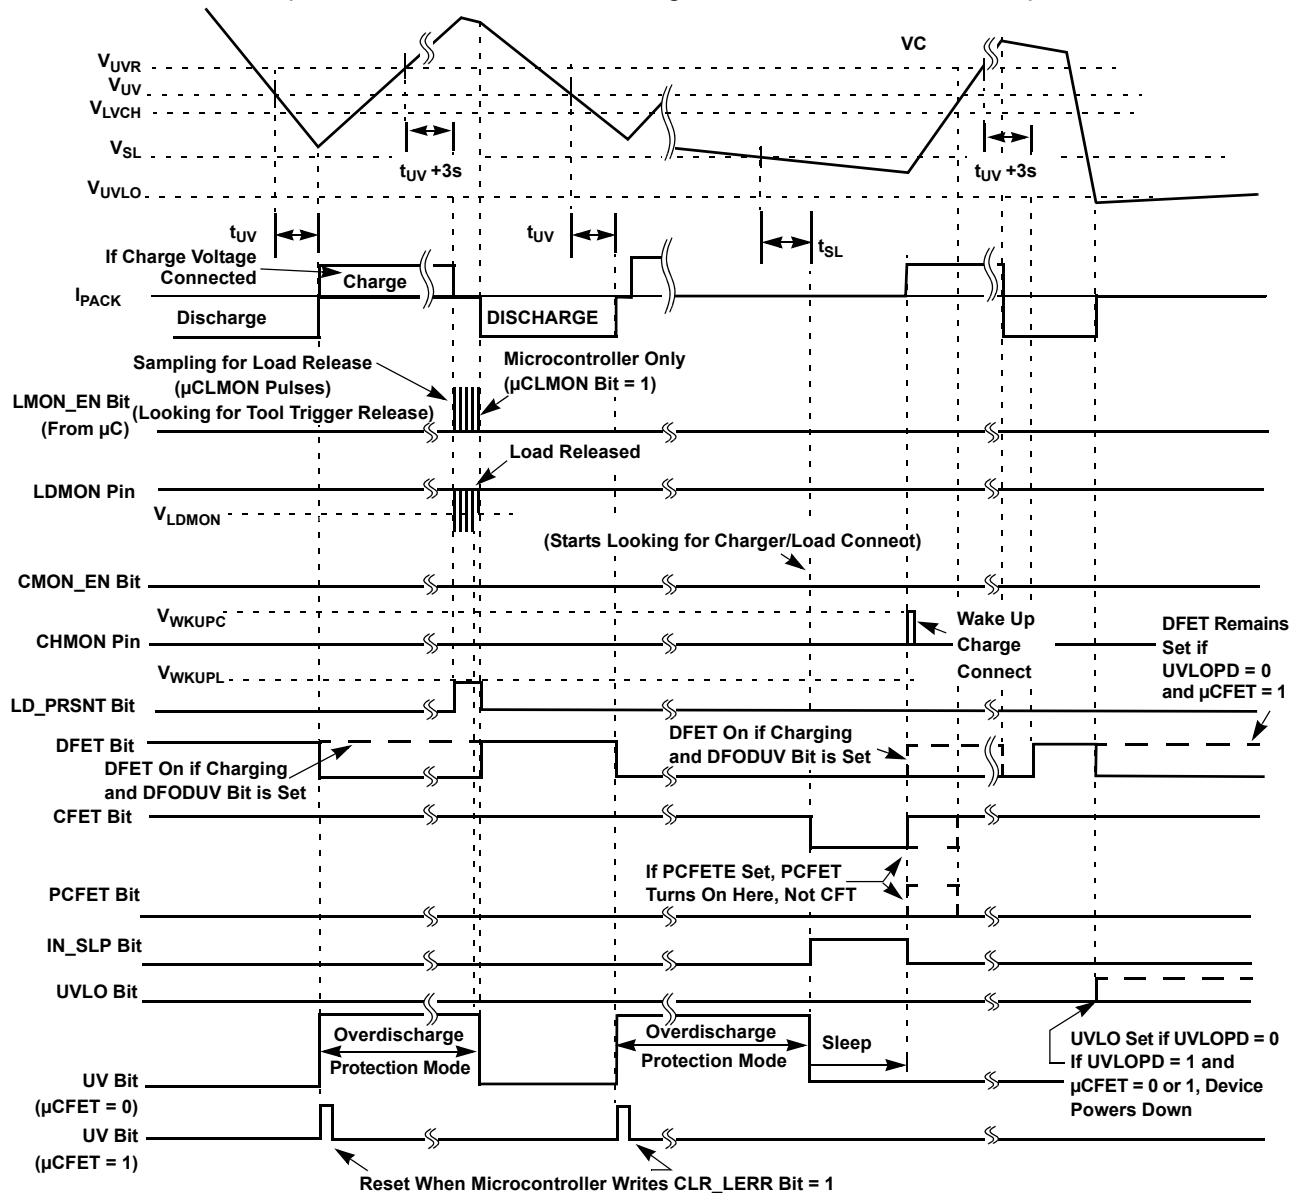 VC
VUVR
VUV
VLVCH
VSL
VUVLO
tUV +3s
tUV +3s
tUV
tUV
tSL
If Charge Voltage
Connected
Charge
IPACK
Discharge
DISCHARGE
Sampling for Load Release
(µCLMON Pulses)
(Looking for Tool Trigger Release)
Microcontroller Only
(µCLMON Bit = 1)
LMON_EN Bit
(From µC)
Load Released
LDMON Pin
VLDMON
(Starts Looking for Charger/Load Connect)
CMON_EN Bit
VWKUPC
CHMON Pin
Wake Up
Charge
Connect
DFET Remains
Set if
UVLOPD = 0
and µCFET = 1
VWKUPL
LD_PRSNT Bit
DFET Bit
DFET On if Charging
and DFODUV Bit is Set
DFET On if Charging
and DFODUV Bit is Set
CFET Bit
If PCFETE Set, PCFET
Turns On Here, Not CFT
PCFET Bit
IN_SLP Bit
UVLO Bit
Overdischarge
Protection Mode
Overdischarge
Protection Mode
Sleep
UVLO Set if UVLOPD = 0
If UVLOPD = 1 and
µCFET = 0 or 1, Device
Powers Down
UV Bit
(µCFET = 0)
UV Bit
(µCFET = 1)
Reset When Microcontroller Writes CLR_LERR Bit = 1